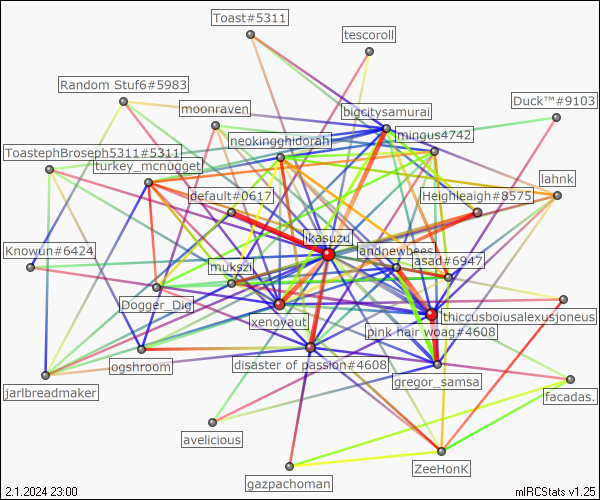 Toast#5311
tescoroll
Random Stuf6#5983
moonraven
bigcitysamurai
Duck™#9103
neokingghidorah
mingus4742
ToastephBroseph5311#5311
turkey_mcnugget
lahnk
default#0617
Heighleaigh#8575
ikasuzu
Knowun#6424
andnewbees
asad#6947
mukszi
Dogger_Dig
xenoyaut
thiccusboiusalexusjoneus
pink hair woag#4608
ogshroom
disaster of passion#4608
jarlbreadmaker
gregor_samsa
facadas.
avelicious
ZeeHonK
gazpachoman
2.1.2024 23:00
mIRCStats v1.25